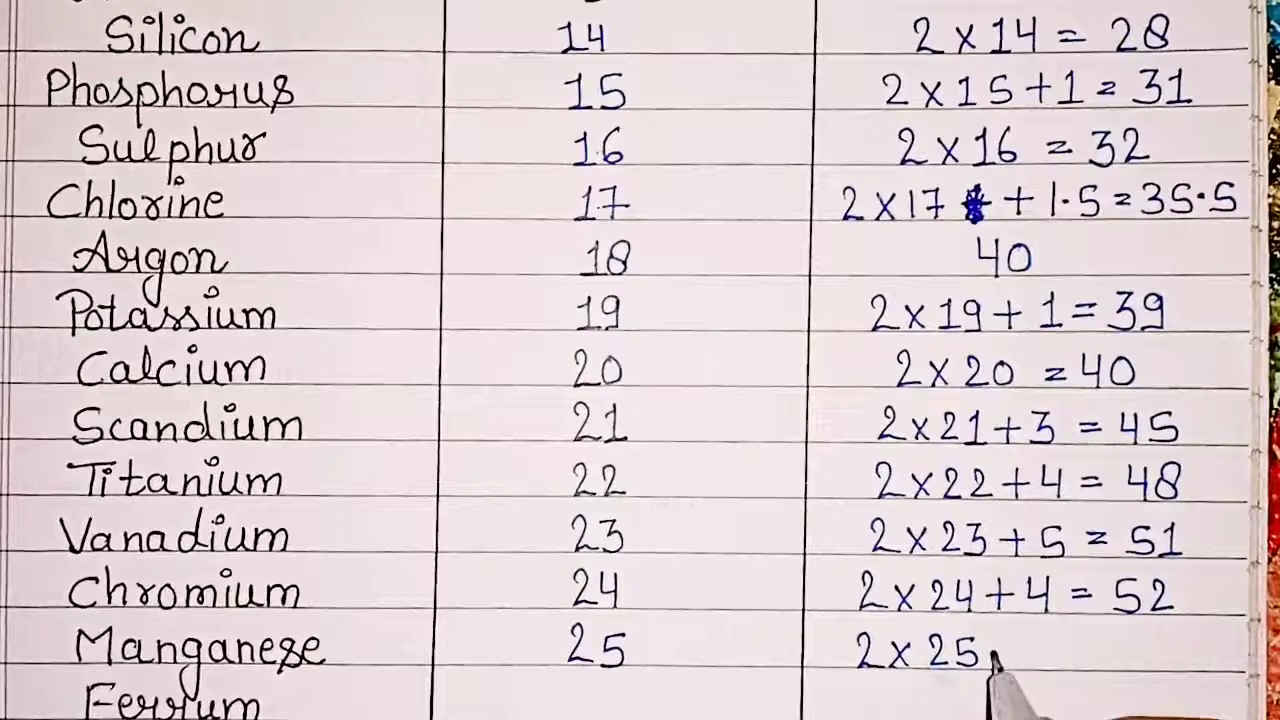 Silicon 14 2 × 14 = 28
Phosphorus 15 2 × 15 + 1 = 31
Sulphur 16 2 × 16 = 32
Chlorine 17 2 × 17 + 1·5 = 35·5
Argon 18 40
Potassium 19 2 × 19 + 1 = 39
Calcium 20 2 × 20 = 40
Scandium 21 2 × 21 + 3 = 45
Titanium 22 2 × 22 + 4 = 48
Vanadium 23 2 × 23 + 5 = 51
Chromium 24 2 × 24 + 4 = 52
Manganese 25 2 × 25
Ferrum